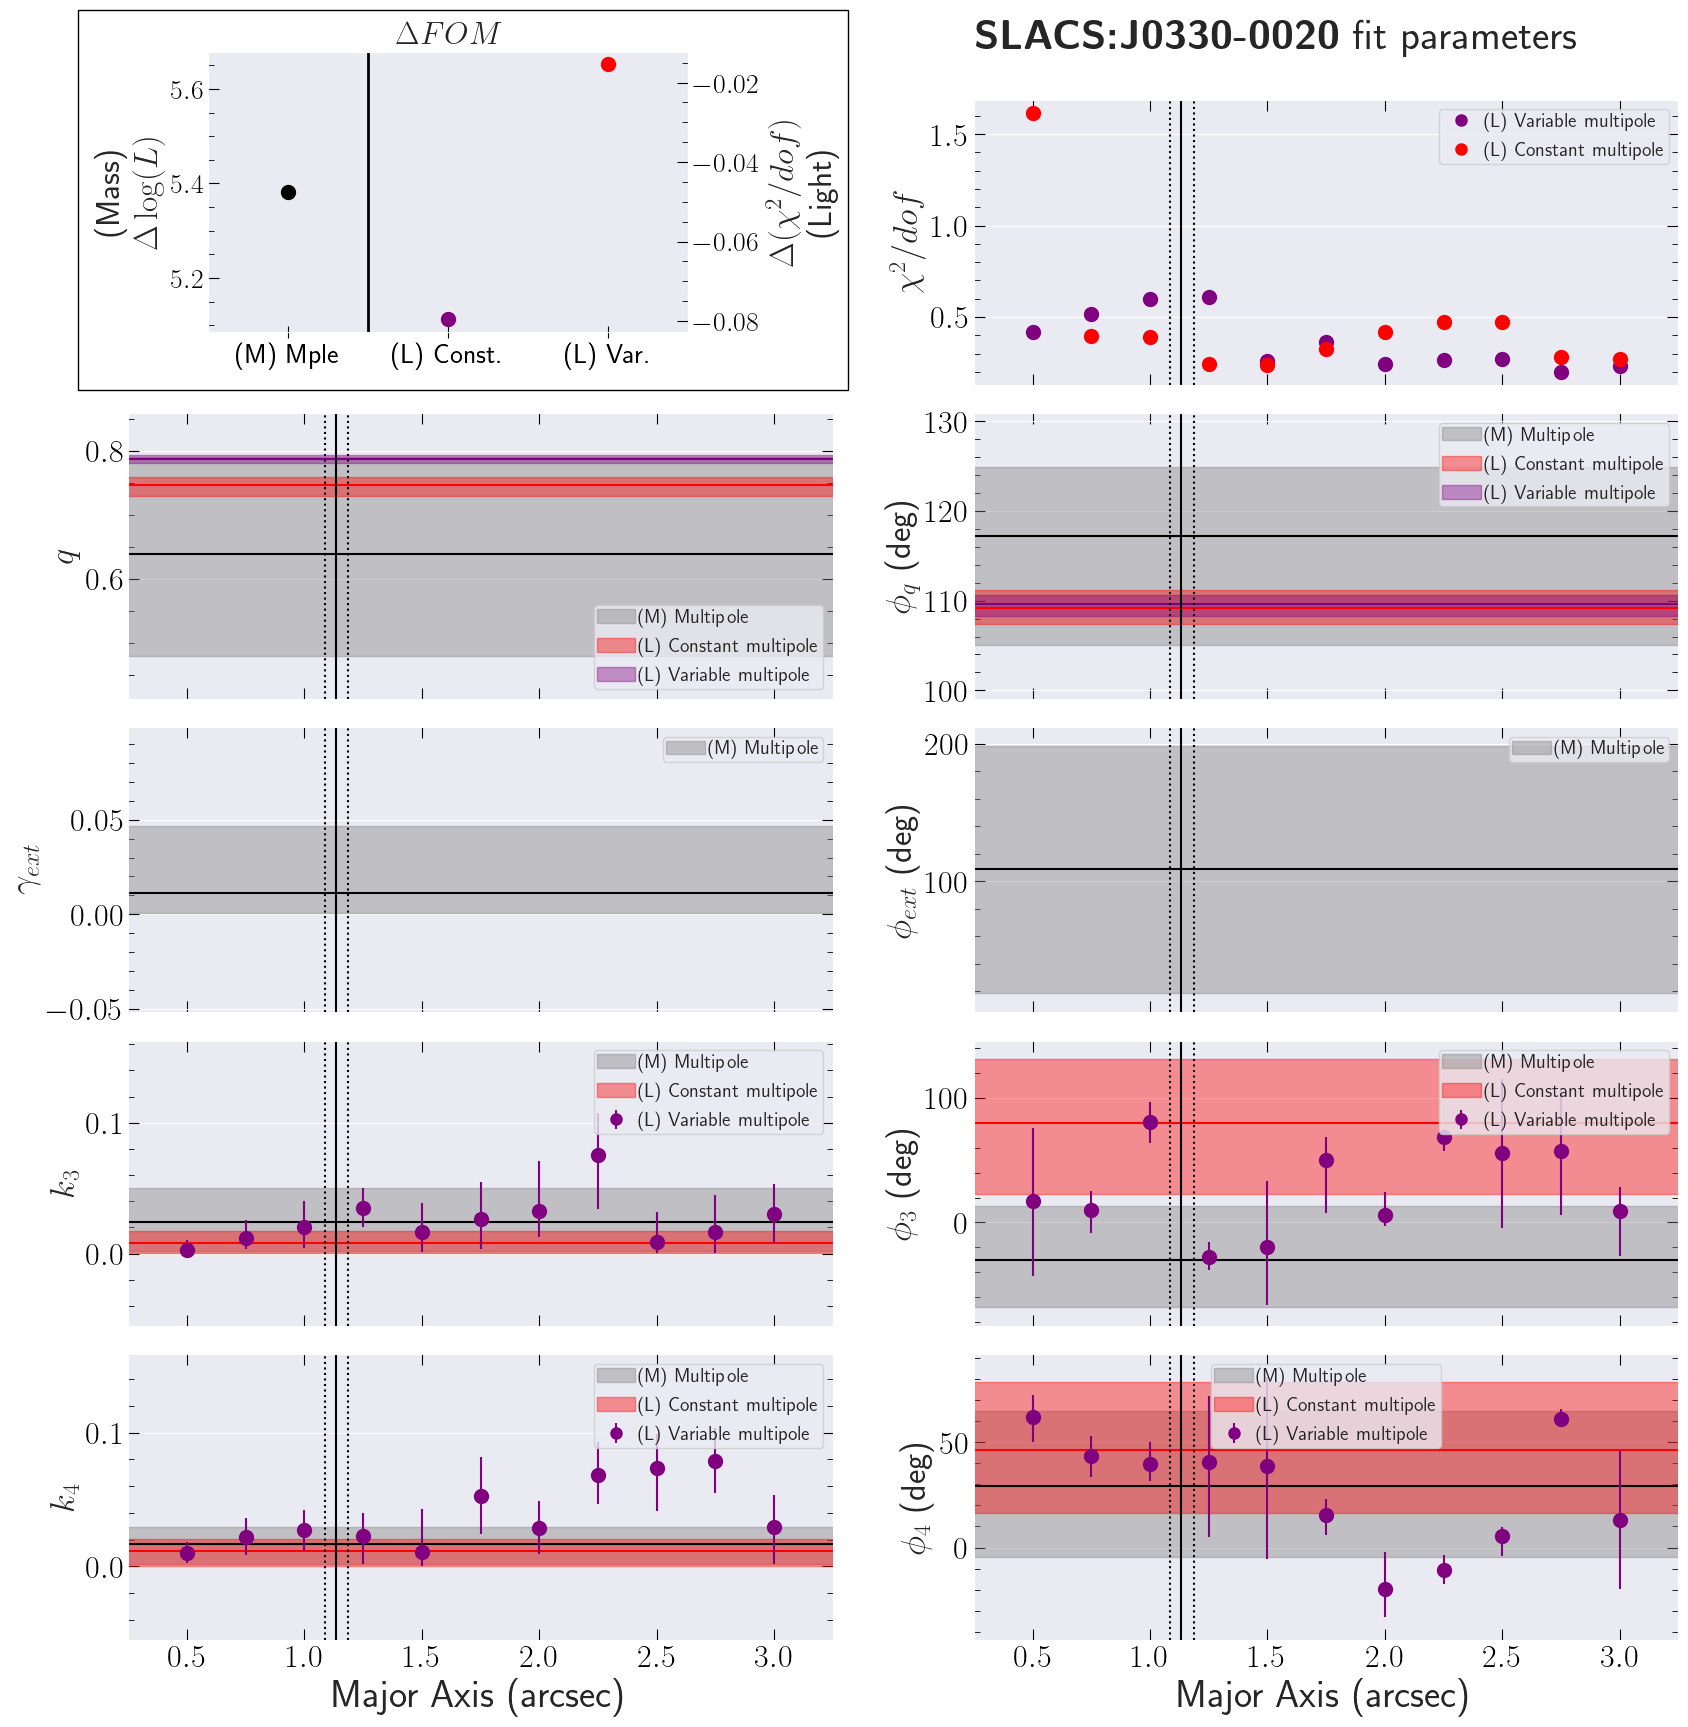 ΔFOM
SLACS:J0330-0020 fit parameters
(Mass)
Δ log(L)
5.6
5.4
5.2
−0.02
−0.04
−0.06
−0.08
Δ(χ²/dof)
(Light)
(M) Mple
(L) Const.
(L) Var.
χ²/dof
1.5
1.0
0.5
(L) Variable multipole
(L) Constant multipole
q
0.8
0.6
(M) Multipole
(L) Constant multipole
(L) Variable multipole
ϕq (deg)
130
120
110
100
(M) Multipole
(L) Constant multipole
(L) Variable multipole
γext
0.05
0.00
−0.05
(M) Multipole
ϕext (deg)
200
100
(M) Multipole
k3
0.1
0.0
(M) Multipole
(L) Constant multipole
(L) Variable multipole
ϕ3 (deg)
100
0
(M) Multipole
(L) Constant multipole
(L) Variable multipole
k4
0.1
0.0
(M) Multipole
(L) Constant multipole
(L) Variable multipole
0.5 1.0 1.5 2.0 2.5 3.0
Major Axis (arcsec)
ϕ4 (deg)
50
0
(M) Multipole
(L) Constant multipole
(L) Variable multipole
0.5 1.0 1.5 2.0 2.5 3.0
Major Axis (arcsec)